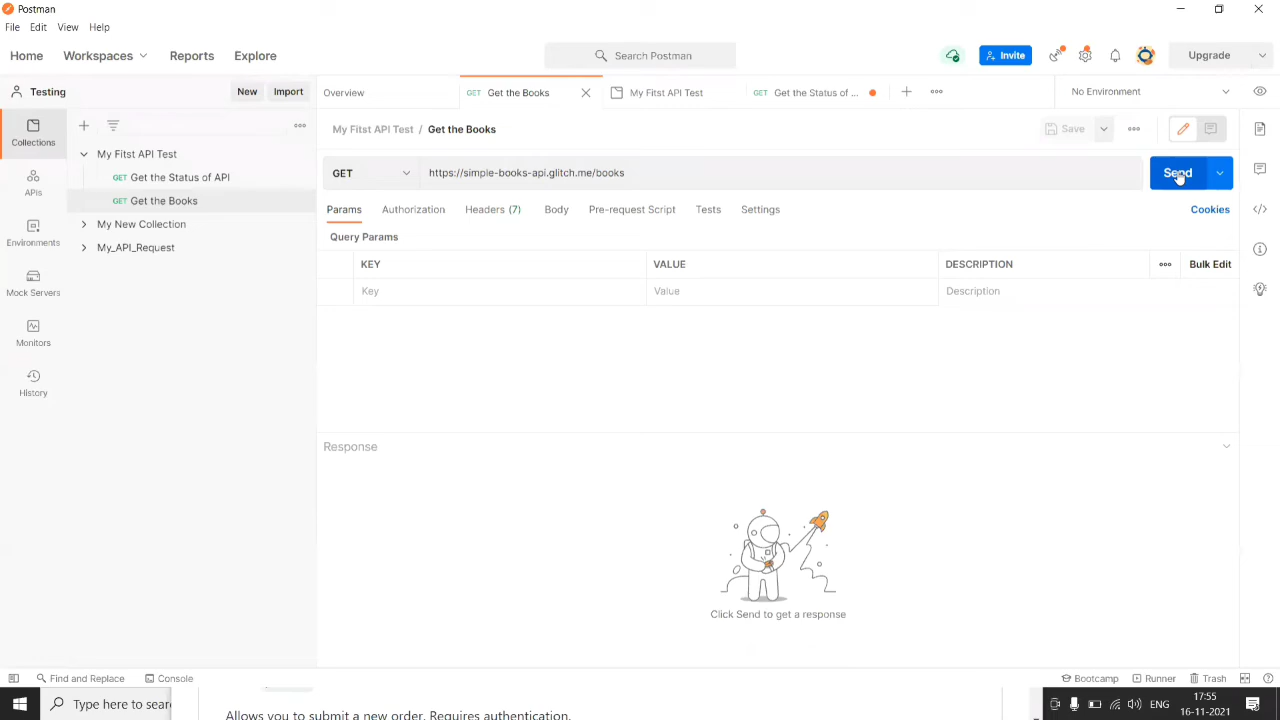 Postman
File Edit View Help
Home Workspaces Reports Explore Search Postman Invite Upgrade
Testing New Import Overview GET Get the Books My Fitst API Test GET Get the Status of ... No Environment
My Fitst API Test / Get the Books Save
Collections
APIs
Environments
Mock Servers
Monitors
History
My Fitst API Test
GET Get the Status of API
GET Get the Books
My New Collection
My_API_Request
GET https://simple-books-api.glitch.me/books Send
Params Authorization Headers (7) Body Pre-request Script Tests Settings Cookies
Query Params
KEY VALUE DESCRIPTION Bulk Edit
Key Value Description
Response
Click Send to get a response
Find and Replace Console Bootcamp Runner Trash
Type here to sear
Allows you to submit a new order. Requires authentication.
17:55
16-11-2021